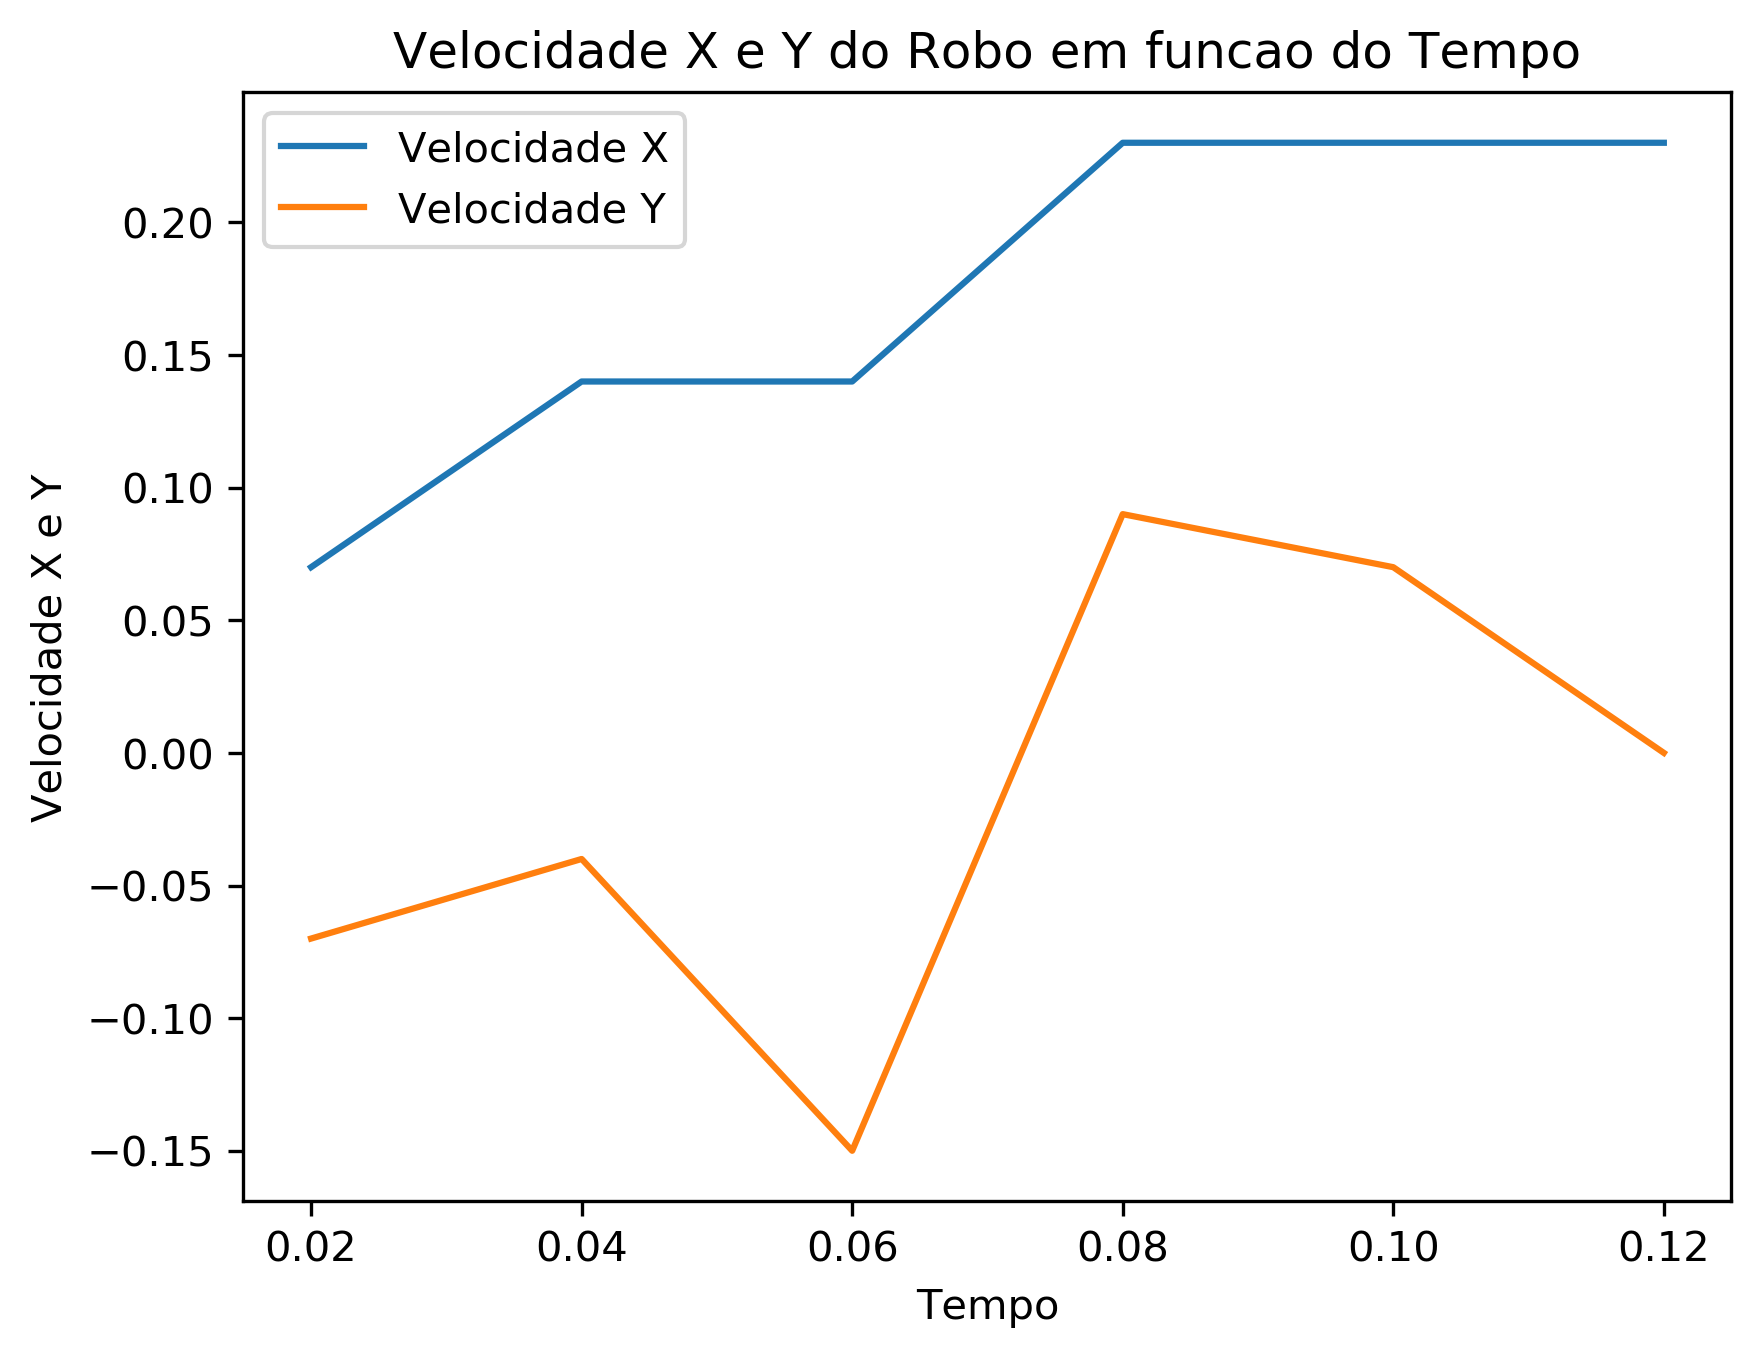 Velocidade X e Y do Robo em funcao do Tempo
Velocidade X
Velocidade Y
Velocidade X e Y
0.20
0.15
0.10
0.05
0.00
−0.05
−0.10
−0.15
0.02 0.04 0.06 0.08 0.10 0.12
Tempo